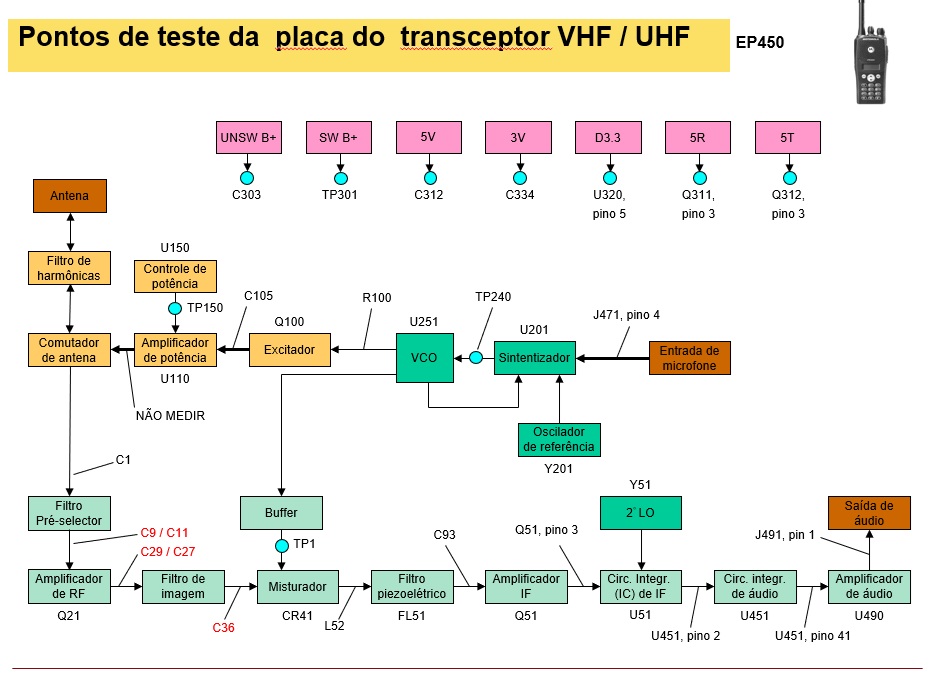 Pontos de teste da placa do transceptor VHF / UHF
EP450
UNSW B+
SW B+
5V
3V
D3.3
5R
5T
C303
TP301
C312
C334
U320,
pino 5
Q311,
pino 3
Q312,
pino 3
Antena
Filtro de
harmônicas
U150
Controle de
potência
TP150
C105
R100
TP240
J471, pino 4
Q100
U251
U201
Comutador
de antena
Amplificador
de potência
U110
Excitador
VCO
Sintentizador
Entrada de
microfone
NÃO MEDIR
Oscilador
de referência
Y201
C1
Filtro
Pré-selector
C9 / C11
C29 / C27
Buffer
TP1
C93
Q51, pino 3
Y51
2˚ LO
Saída de
áudio
J491, pin 1
Amplificador
de RF
Q21
Filtro de
imagem
C36
Misturador
CR41
L52
Filtro
piezoelétrico
FL51
Amplificador
IF
Q51
Circ. Integr.
(IC) de IF
U51
U451, pino 2
Circ. integr.
de áudio
U451
U451, pino 41
Amplificador
de áudio
U490